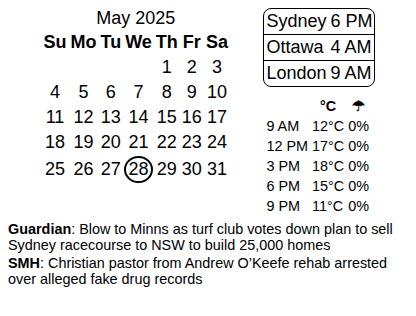 May 2025
Su Mo Tu We Th Fr Sa
1 2 3
4 5 6 7 8 9 10
11 12 13 14 15 16 17
18 19 20 21 22 23 24
25 26 27 28 29 30 31
Sydney 6 PM
Ottawa 4 AM
London 9 AM
°C ☂
9 AM 12°C 0%
12 PM 17°C 0%
3 PM 18°C 0%
6 PM 15°C 0%
9 PM 11°C 0%
Guardian: Blow to Minns as turf club votes down plan to sell
Sydney racecourse to NSW to build 25,000 homes
SMH: Christian pastor from Andrew O’Keefe rehab arrested
over alleged fake drug records